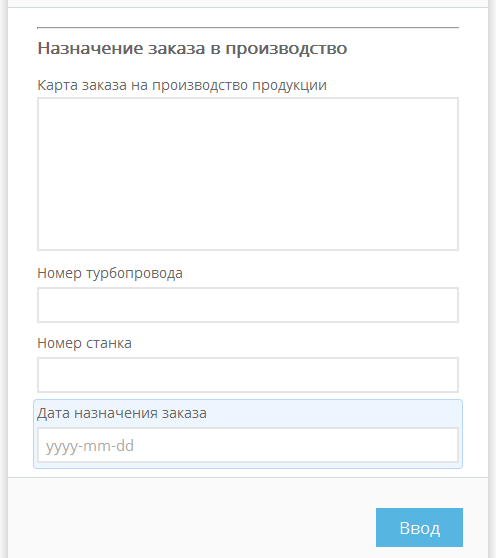 Назначение заказа в производство
Карта заказа на производство продукции
Номер турбопровода
Номер станка
Дата назначения заказа
yyyy-mm-dd
Ввод